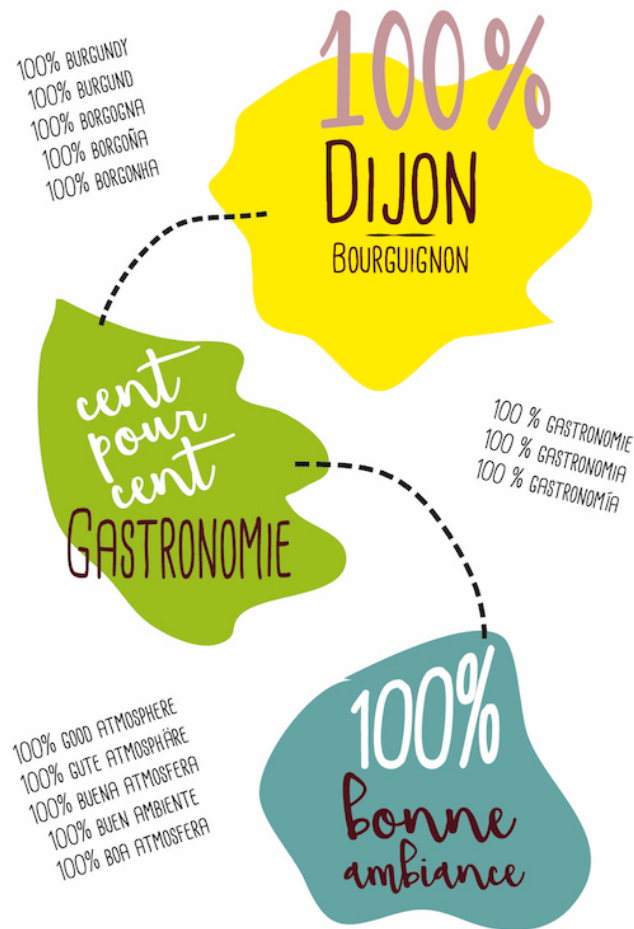 100% BURGUNDY
100% BURGUND
100% BORGOGNA
100% BORGOÑA
100% BORGONHA
100%
DIJON
BOURGUIGNON
cent
pour
cent
GASTRONOMIE
100 % GASTRONOMIE
100 % GASTRONOMIA
100 % GASTRONOMÍA
100%
bonne
ambiance
100% GOOD ATMOSPHERE
100% GUTE ATMOSPHÄRE
100% BUENA ATMOSFERA
100% BUEN AMBIENTE
100% BOA ATMOSFERA